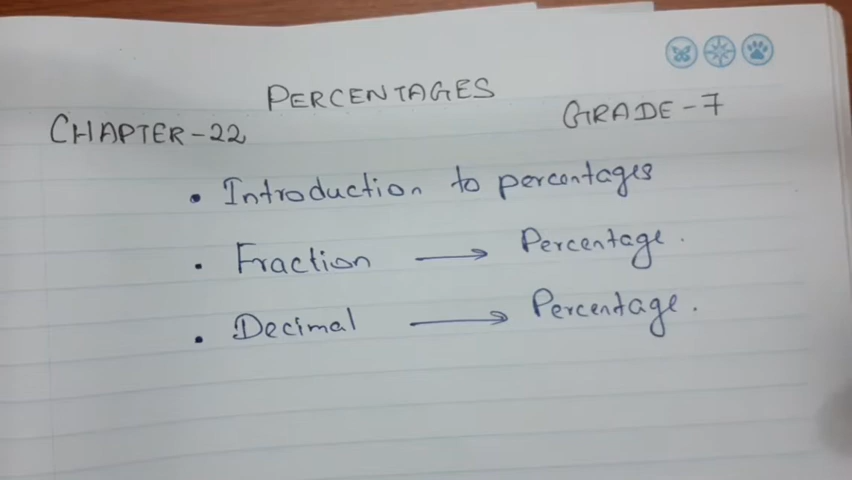 PERCENTAGES
CHAPTER-22 GRADE-7
• Introduction to percentages
• Fraction → Percentage.
• Decimal → Percentage.